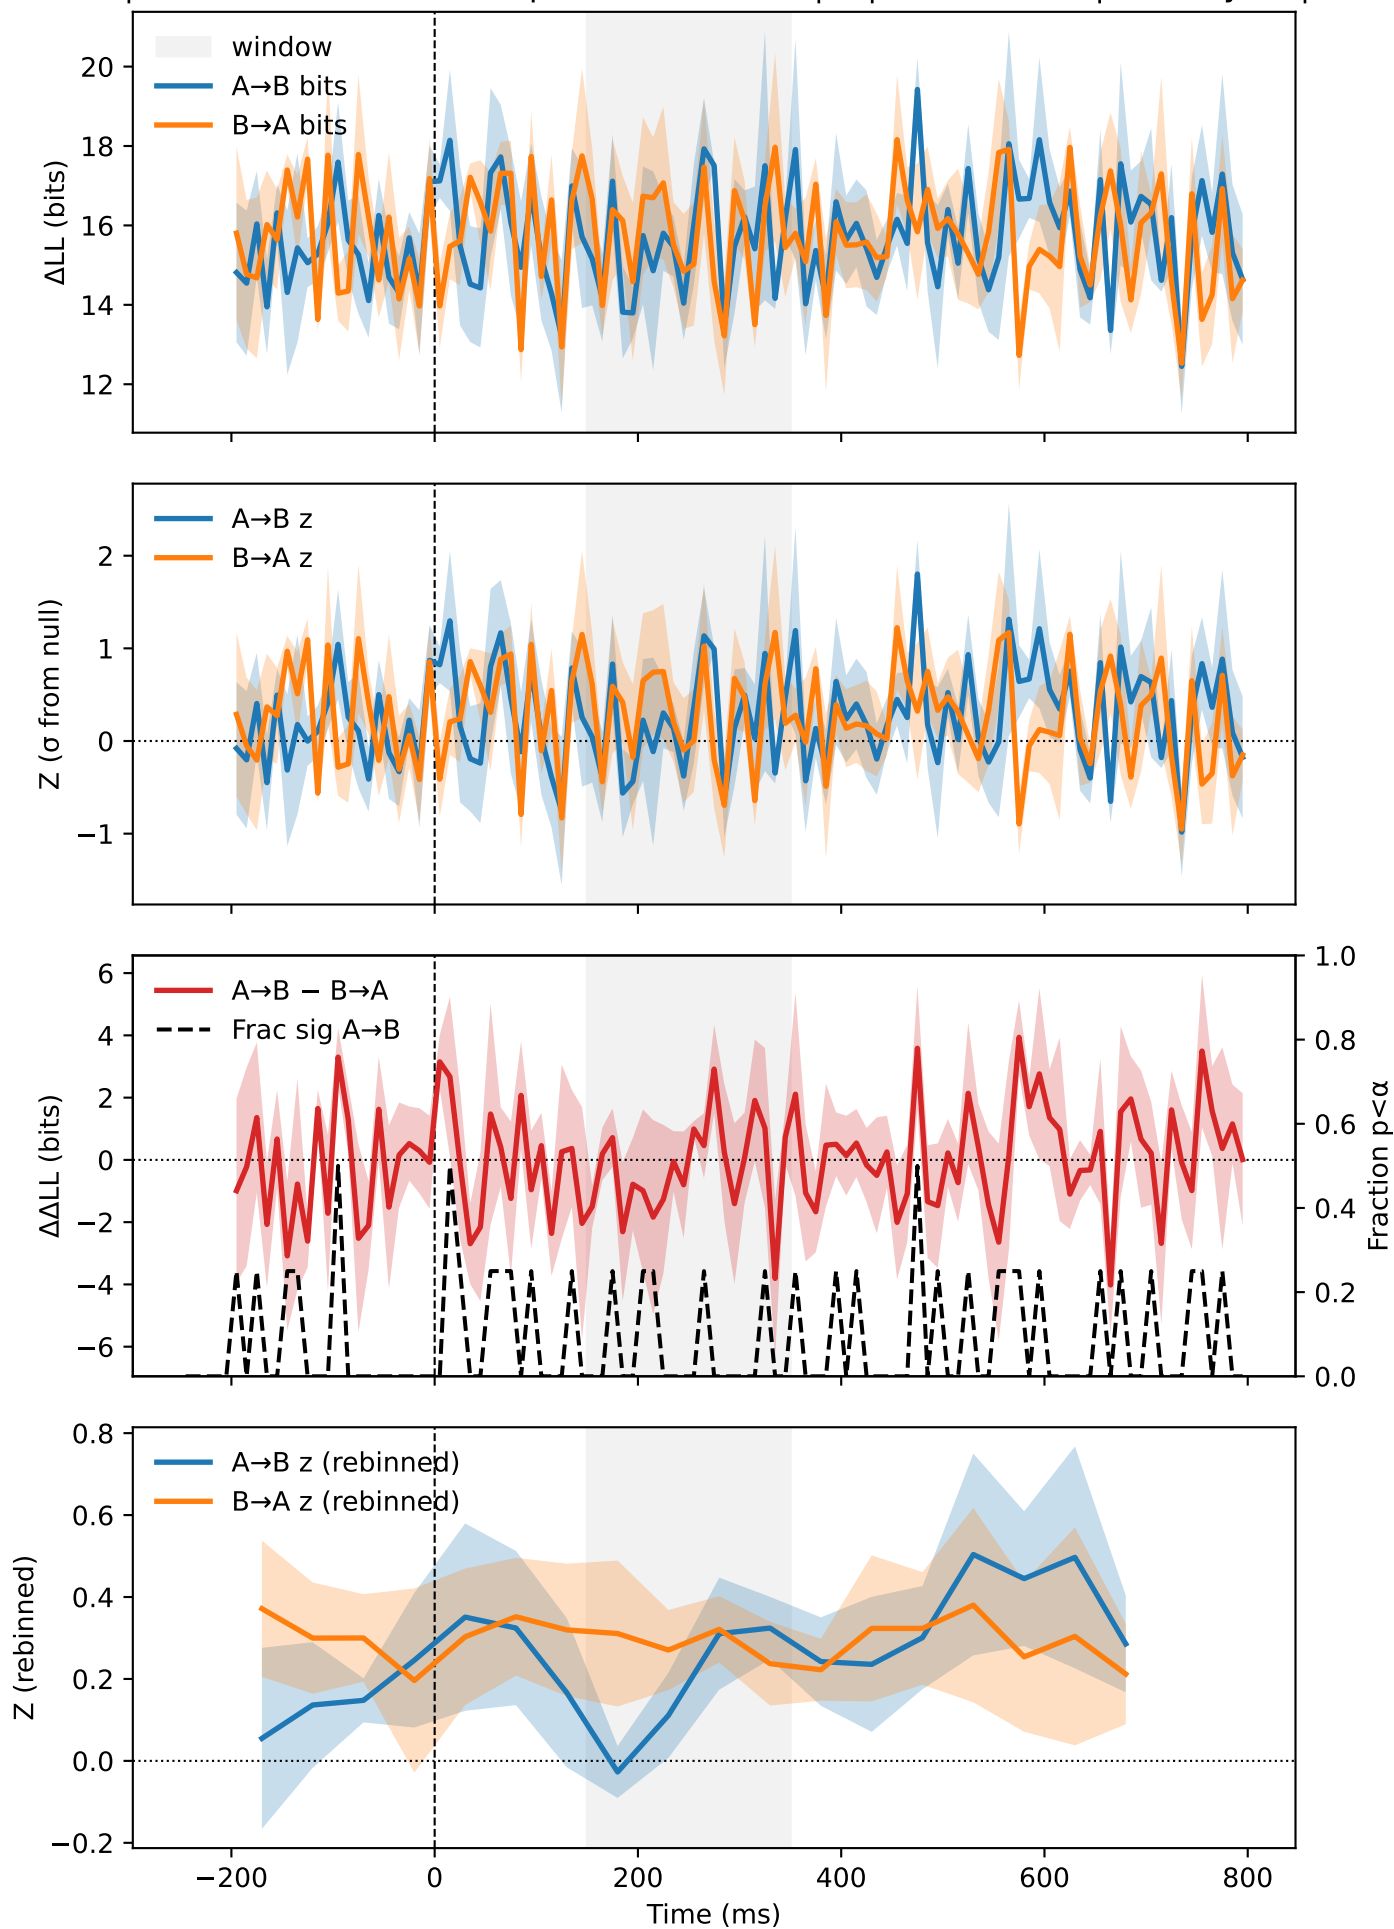 window
A→B bits
B→A bits
ΔLL (bits)
20
18
16
14
12
A→B z
B→A z
Z (σ from null)
2
1
0
−1
A→B − B→A
Frac sig A→B
ΔΔLL (bits)
6
4
2
0
−2
−4
−6
1.0
0.8
0.6
0.4
0.2
0.0
Fraction p<α
A→B z (rebinned)
B→A z (rebinned)
Z (rebinned)
0.8
0.6
0.4
0.2
0.0
−0.2
−200
0
200
400
600
800
Time (ms)